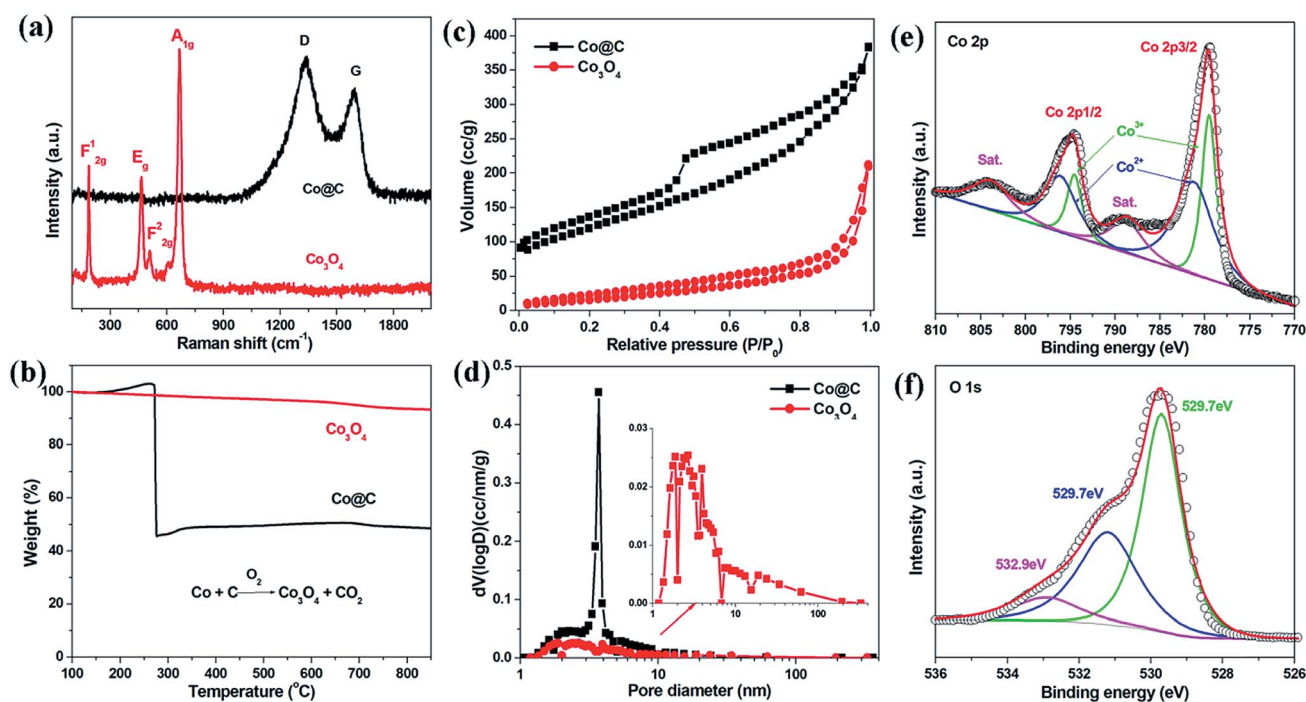 (a)
A1g
D
G
F¹2g
Eg
F²2g
Co@C
Co3O4
Intensity (a.u.)
300 600 900 1200 1500 1800
Raman shift (cm⁻¹)
(b)
100
80
60
40
20
0
Co3O4
Co@C
O2
Co + C → Co3O4 + CO2
Weight (%)
100 200 300 400 500 600 700 800
Temperature (°C)
(c)
400
350
300
250
200
150
100
50
0
Co@C
Co3O4
Volume (cc/g)
0.0 0.2 0.4 0.6 0.8 1.0
Relative pressure (P/P0)
(d)
0.5
0.4
0.3
0.2
0.1
0.0
Co@C
Co3O4
0.03
0.02
0.01
0.00
1 10 100
dV(logD)(cc/nm/g)
1 10 100
Pore diameter (nm)
(e)
Co 2p
Co 2p3/2
Co 2p1/2
Co³⁺
Co²⁺
Sat.
Sat.
Intensity (a.u.)
810 805 800 795 790 785 780 775 770
Binding energy (eV)
(f)
O 1s
529.7eV
529.7eV
532.9eV
Intensity (a.u.)
536 534 532 530 528 526
Binding energy (eV)